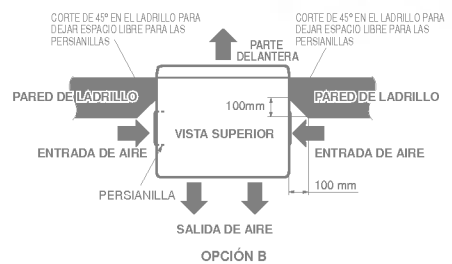 CORTE DE 45º EN EL LADRILLO PARA
DEJAR ESPACIO LIBRE PARA LAS
PERSIANILLAS
CORTE DE 45º EN EL LADRILLO PARA
DEJAR ESPACIO LIBRE PARA LAS
PERSIANILLAS
PARTE
DELANTERA
PARED DE LADRILLO
100mm
PARED DE LADRILLO
VISTA SUPERIOR
ENTRADA DE AIRE
ENTRADA DE AIRE
PERSIANILLA
100 mm
SALIDA DE AIRE
OPCIÓN B